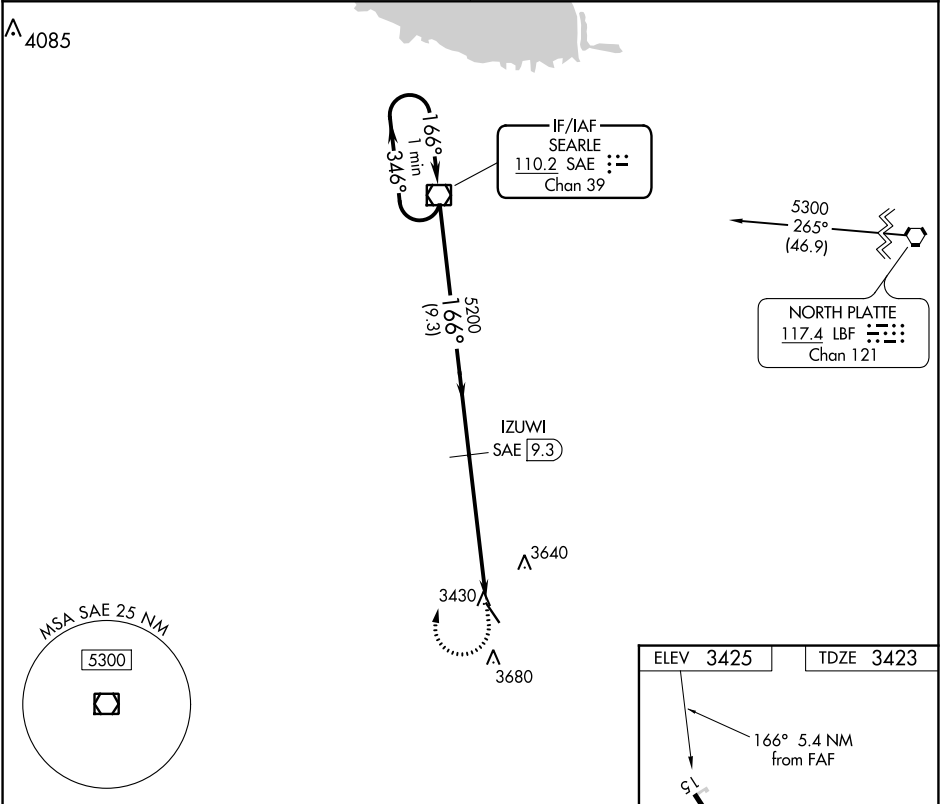 4085
166°
1 min
346°
IF/IAF
SEARLE
110.2 SAE
Chan 39
5300
265°
(46.9)
NORTH PLATTE
117.4 LBF
Chan 121
5200
166°
(9.3)
IZUWI
SAE 9.3
3640
3430
3680
MSA SAE 25 NM
5300
ELEV 3425
TDZE 3423
166° 5.4 NM
from FAF
15